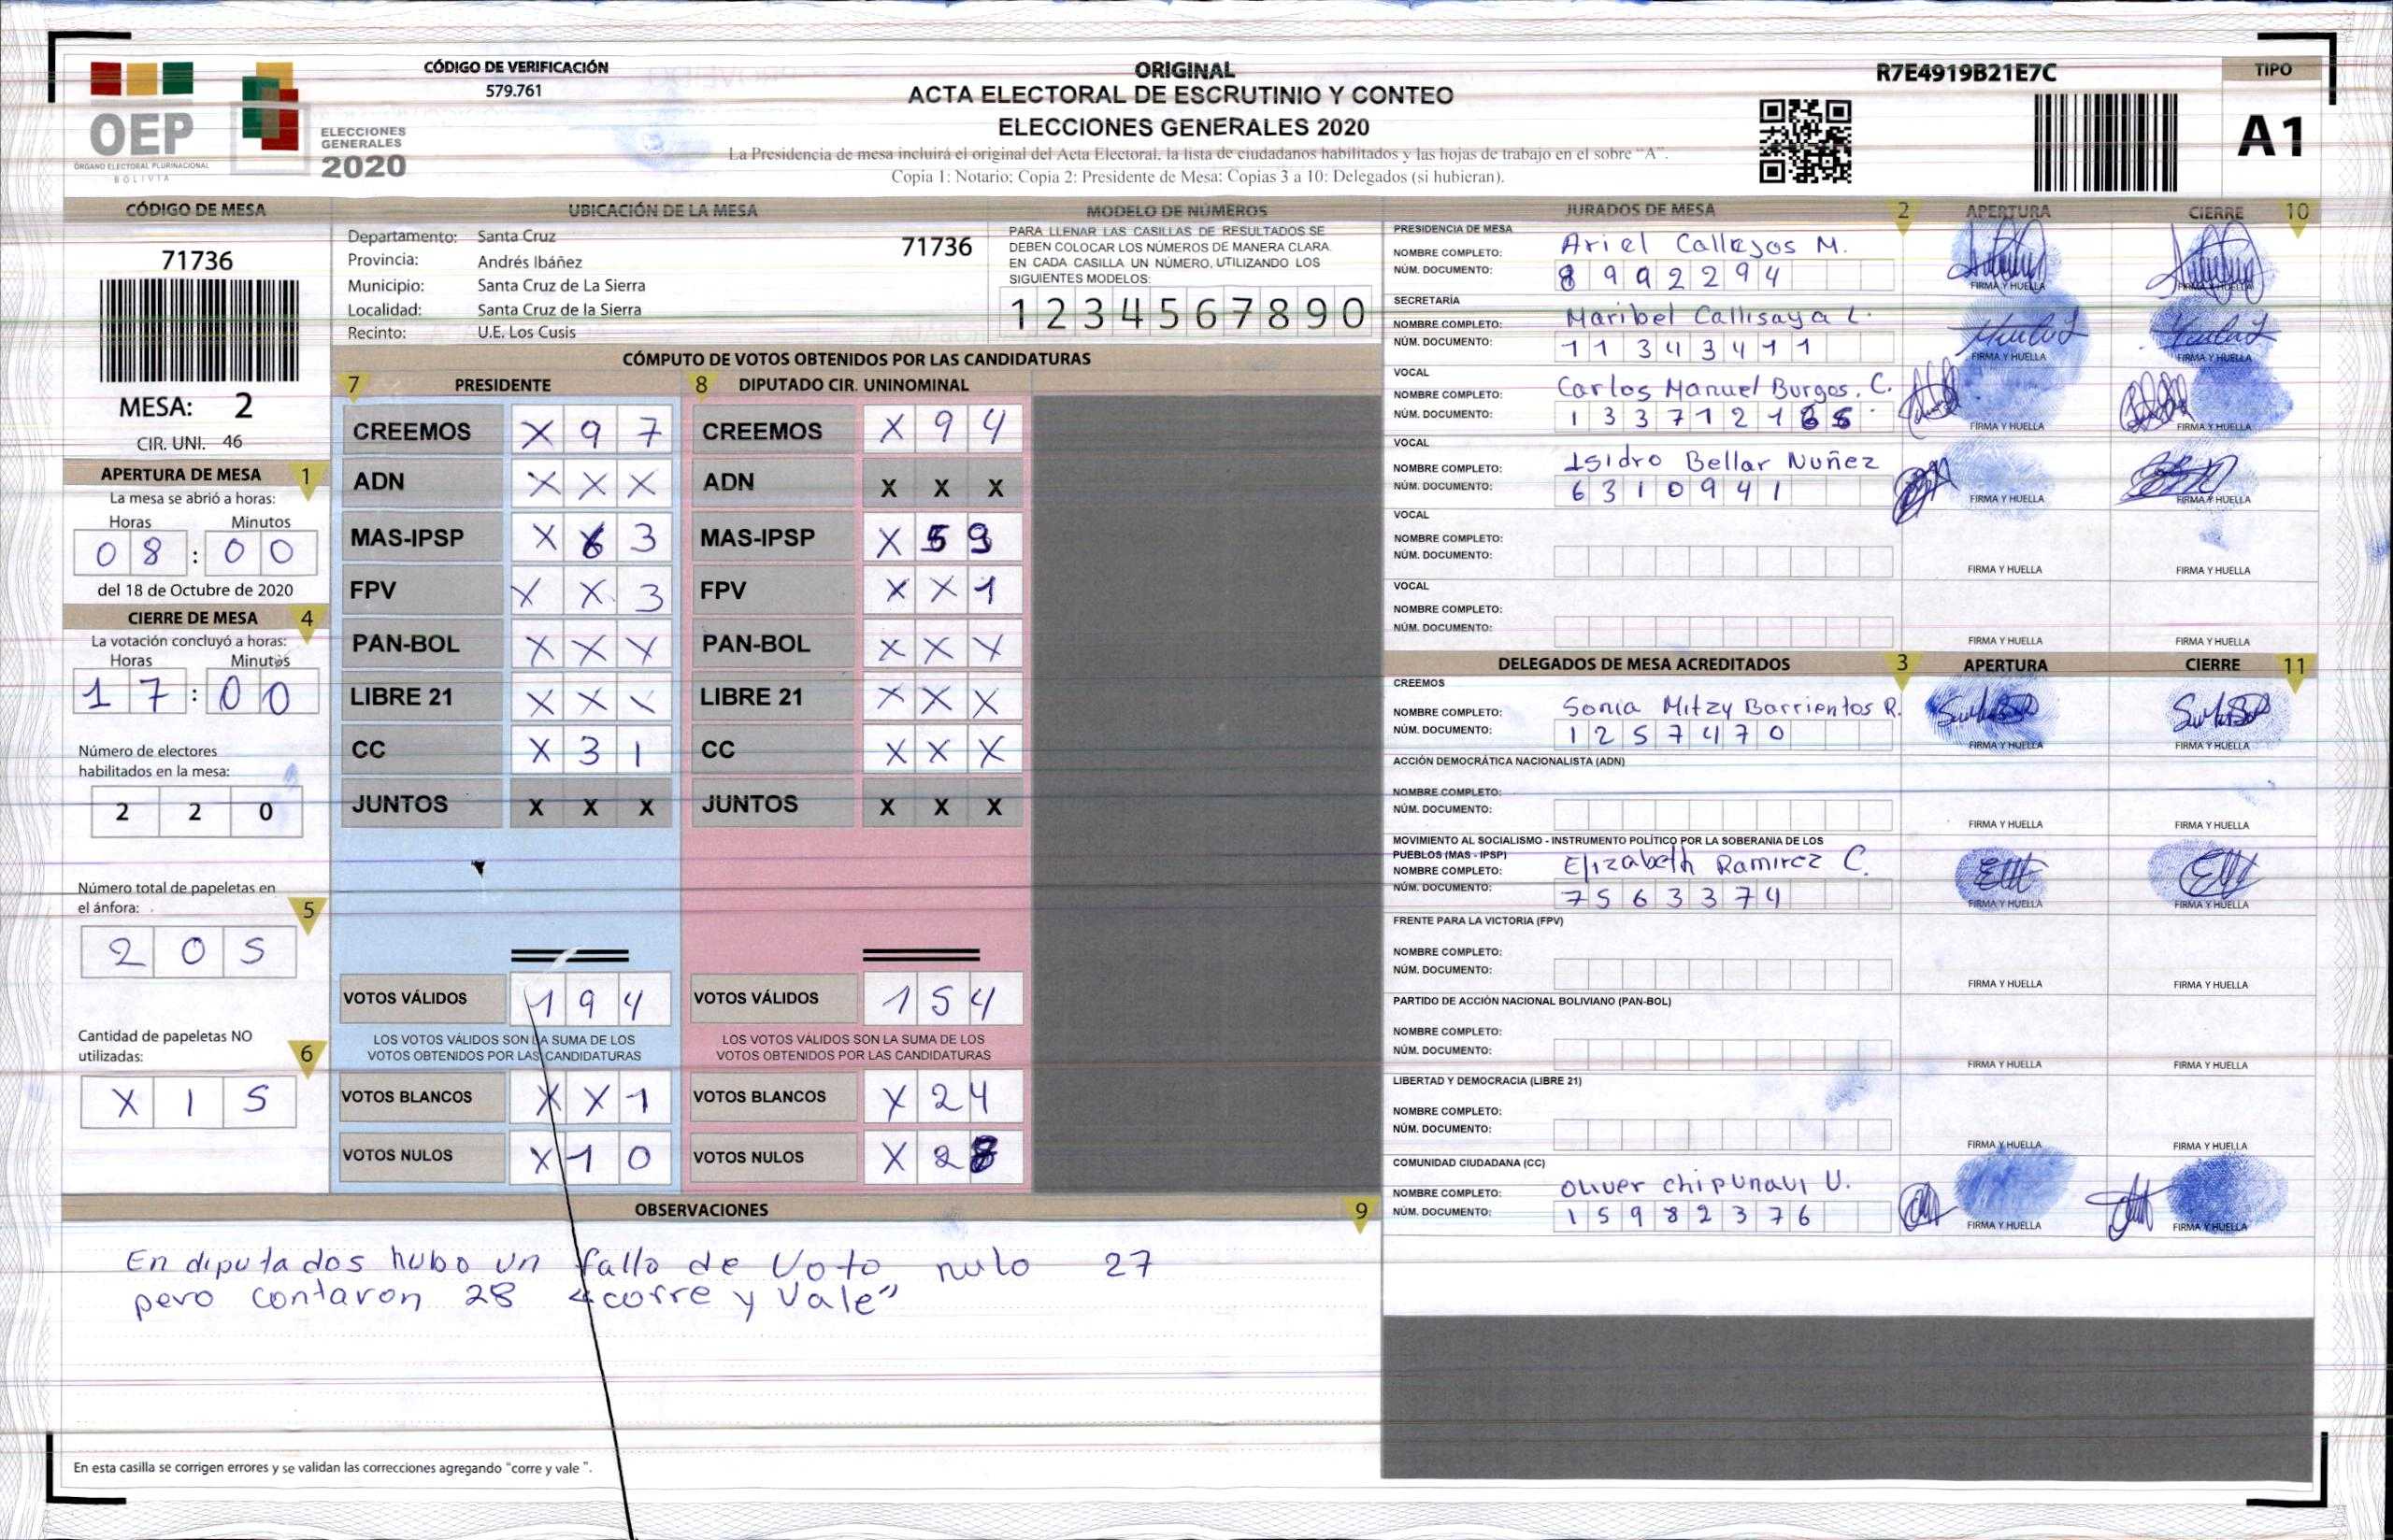 OEP
ÓRGANO ELECTORAL PLURINACIONAL
BOLIVIA
ELECCIONES
GENERALES
2020
CÓDIGO DE VERIFICACIÓN
579.761
ORIGINAL
ACTA ELECTORAL DE ESCRUTINIO Y CONTEO
ELECCIONES GENERALES 2020
La Presidencia de mesa incluirá el original del Acta Electoral, la lista de ciudadanos habilitados y las hojas de trabajo en el sobre "A".
Copia 1: Notario; Copia 2: Presidente de Mesa; Copias 3 a 10: Delegados (si hubieran).
R7E4919B21E7C
TIPO
A1
CÓDIGO DE MESA
71736
MESA: 2
CIR. UNI. 46
APERTURA DE MESA 1
La mesa se abrió a horas:
Horas Minutos
0 8 : 0 0
del 18 de Octubre de 2020
CIERRE DE MESA 4
La votación concluyó a horas:
Horas Minutos
1 7 : 0 0
Número de electores
habilitados en la mesa:
2 2 0
Número total de papeletas en
el ánfora:
5
2 0 5
Cantidad de papeletas NO
utilizadas:
6
X 1 5
UBICACIÓN DE LA MESA
Departamento: Santa Cruz
71736
Provincia: Andrés Ibáñez
Municipio: Santa Cruz de La Sierra
Localidad: Santa Cruz de la Sierra
Recinto: U.E. Los Cusis
MODELO DE NÚMEROS
PARA LLENAR LAS CASILLAS DE RESULTADOS SE
DEBEN COLOCAR LOS NÚMEROS DE MANERA CLARA.
EN CADA CASILLA UN NÚMERO, UTILIZANDO LOS
SIGUIENTES MODELOS:
1 2 3 4 5 6 7 8 9 0
CÓMPUTO DE VOTOS OBTENIDOS POR LAS CANDIDATURAS
7 PRESIDENTE 8 DIPUTADO CIR. UNINOMINAL
CREEMOS X 9 7 CREEMOS X 9 4
ADN X X X ADN X X X
MAS-IPSP X 6 3 MAS-IPSP X 5 9
FPV X X 3 FPV X X 1
PAN-BOL X X X PAN-BOL X X X
LIBRE 21 X X X LIBRE 21 X X X
CC X 3 1 CC X X X
JUNTOS X X X JUNTOS X X X
VOTOS VÁLIDOS 1 9 4 VOTOS VÁLIDOS 1 5 4
LOS VOTOS VÁLIDOS SON LA SUMA DE LOS LOS VOTOS VÁLIDOS SON LA SUMA DE LOS
VOTOS OBTENIDOS POR LAS CANDIDATURAS VOTOS OBTENIDOS POR LAS CANDIDATURAS
VOTOS BLANCOS X X 1 VOTOS BLANCOS X 2 4
VOTOS NULOS X 1 0 VOTOS NULOS X 2 8
OBSERVACIONES 9
En diputados hubo un fallo de Voto nulo 27
pero contaron 28 "corre y Vale"
En esta casilla se corrigen errores y se validan las correcciones agregando "corre y vale ".
JURADOS DE MESA 2 APERTURA CIERRE 10
PRESIDENCIA DE MESA
NOMBRE COMPLETO: Ariel Callejos M.
NÚM. DOCUMENTO: 8 9 9 2 2 9 4
FIRMA Y HUELLA FIRMA Y HUELLA
SECRETARÍA
NOMBRE COMPLETO: Maribel Callisaya L.
NÚM. DOCUMENTO: 1 1 3 4 3 4 1 1
FIRMA Y HUELLA FIRMA Y HUELLA
VOCAL
NOMBRE COMPLETO: Carlos Manuel Burgos. C.
NÚM. DOCUMENTO: 1 3 3 7 1 2 1
FIRMA Y HUELLA FIRMA Y HUELLA
VOCAL
NOMBRE COMPLETO: Isidro Bellar Nuñez
NÚM. DOCUMENTO: 6 3 1 0 9 4 1
FIRMA Y HUELLA FIRMA Y HUELLA
VOCAL
NOMBRE COMPLETO:
NÚM. DOCUMENTO:
FIRMA Y HUELLA FIRMA Y HUELLA
VOCAL
NOMBRE COMPLETO:
NÚM. DOCUMENTO:
FIRMA Y HUELLA FIRMA Y HUELLA
DELEGADOS DE MESA ACREDITADOS 3 APERTURA CIERRE 11
CREEMOS
NOMBRE COMPLETO: Sonia Mitzy Barrientos R.
NÚM. DOCUMENTO: 1 2 5 7 4 7 0
FIRMA Y HUELLA FIRMA Y HUELLA
ACCIÓN DEMOCRÁTICA NACIONALISTA (ADN)
NOMBRE COMPLETO:
NÚM. DOCUMENTO:
FIRMA Y HUELLA FIRMA Y HUELLA
MOVIMIENTO AL SOCIALISMO - INSTRUMENTO POLÍTICO POR LA SOBERANIA DE LOS
PUEBLOS (MAS - IPSP)
NOMBRE COMPLETO: Elizabeth Ramirez C.
NÚM. DOCUMENTO: 7 5 6 3 3 7 4
FIRMA Y HUELLA FIRMA Y HUELLA
FRENTE PARA LA VICTORIA (FPV)
NOMBRE COMPLETO:
NÚM. DOCUMENTO:
FIRMA Y HUELLA FIRMA Y HUELLA
PARTIDO DE ACCIÓN NACIONAL BOLIVIANO (PAN-BOL)
NOMBRE COMPLETO:
NÚM. DOCUMENTO:
FIRMA Y HUELLA FIRMA Y HUELLA
LIBERTAD Y DEMOCRACIA (LIBRE 21)
NOMBRE COMPLETO:
NÚM. DOCUMENTO:
FIRMA Y HUELLA FIRMA Y HUELLA
COMUNIDAD CIUDADANA (CC)
NOMBRE COMPLETO: Oliver Chipunavi U.
NÚM. DOCUMENTO: 1 5 9 8 2 3 7 6
FIRMA Y HUELLA FIRMA Y HUELLA